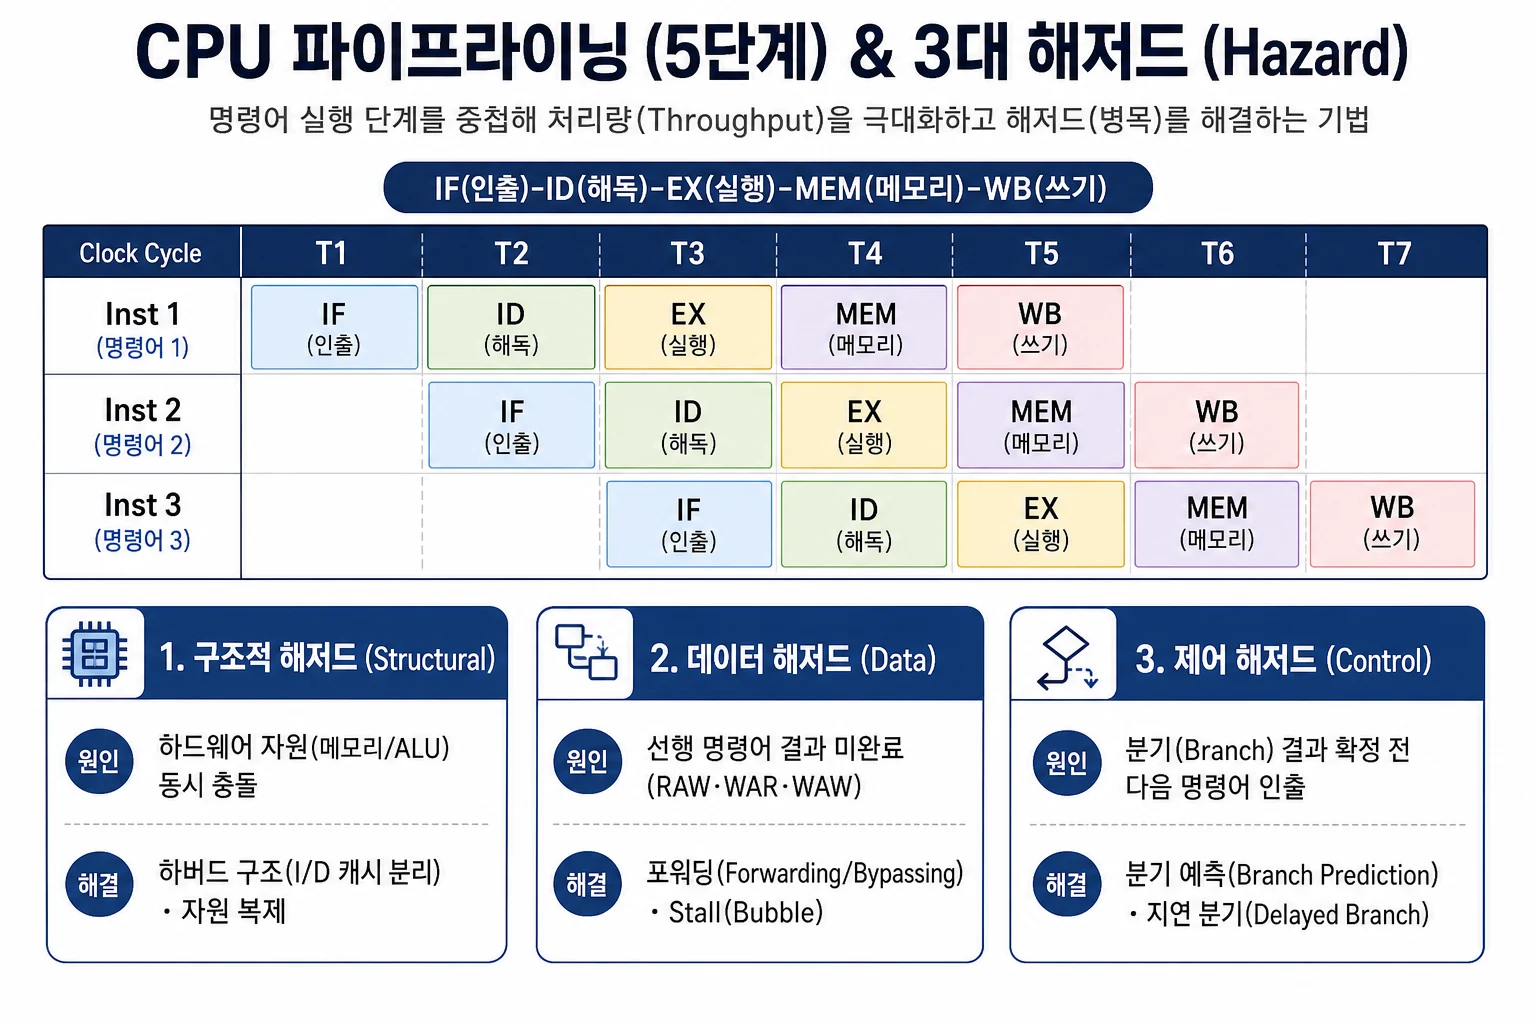 CPU 파이프라이닝 (5단계) & 3대 해저드 (Hazard)
명령어 실행 단계를 중첩해 처리량(Throughput)을 극대화하고 해저드(병목)를 해결하는 기법
IF(인출)-ID(해독)-EX(실행)-MEM(메모리)-WB(쓰기)
Clock Cycle T1 T2 T3 T4 T5 T6 T7
Inst 1 IF ID EX MEM WB
(명령어 1) (인출) (해독) (실행) (메모리) (쓰기)
Inst 2 IF ID EX MEM WB
(명령어 2) (인출) (해독) (실행) (메모리) (쓰기)
Inst 3 IF ID EX MEM WB
(명령어 3) (인출) (해독) (실행) (메모리) (쓰기)
1. 구조적 해저드 (Structural)
원인
하드웨어 자원(메모리/ALU)
동시 충돌
해결
하버드 구조(I/D 캐시 분리)
· 자원 복제
2. 데이터 해저드 (Data)
원인
선행 명령어 결과 미완료
(RAW·WAR·WAW)
해결
포워딩(Forwarding/Bypassing)
· Stall(Bubble)
3. 제어 해저드 (Control)
원인
분기(Branch) 결과 확정 전
다음 명령어 인출
해결
분기 예측(Branch Prediction)
· 지연 분기(Delayed Branch)